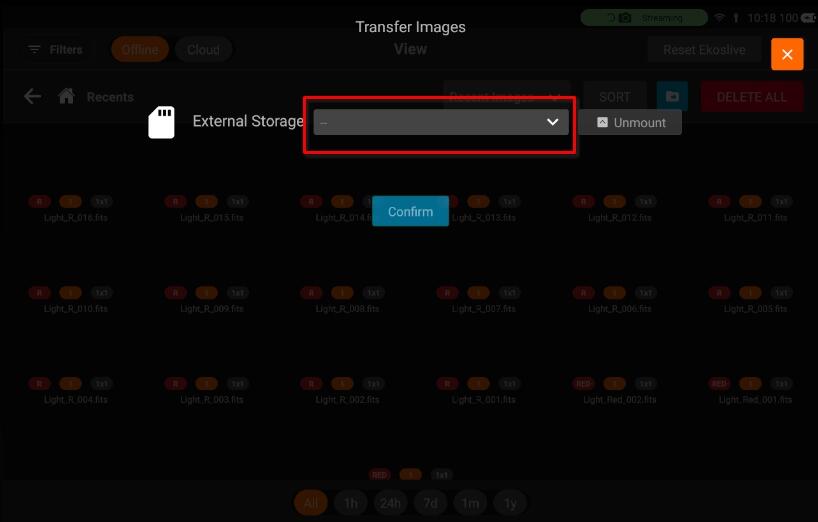 Transfer Images
Streaming 10:18 100
Filters Offline Cloud View Reset Ekoslive
Recents Recent Images SORT DELETE ALL
External Storage -- Unmount
R 1 1x1 R 1 1x1 R 1 1x1 R 1 1x1 R 1 1x1 R 1 1x1
Light_R_016.fits Light_R_015.fits Light_R_014.fits Light_R_013.fits Light_R_012.fits Light_R_011.fits
Confirm
R 1 1x1 R 1 1x1 R 1 1x1 R 1 1x1 R 1 1x1 R 1 1x1
Light_R_010.fits Light_R_009.fits Light_R_008.fits Light_R_007.fits Light_R_006.fits Light_R_005.fits
R 1 1x1 R 1 1x1 R 1 1x1 R 1 1x1 RED 1 1x1 RED 1 1x1
Light_R_004.fits Light_R_003.fits Light_R_002.fits Light_R_001.fits Light_Red_002.fits Light_Red_001.fits
RED 1 1x1
All 1h 24h 7d 1m 1y